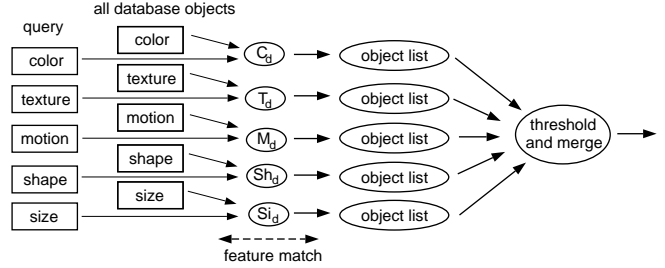 all database objects
query
color
color
C_d
object list
texture
texture
T_d
object list
motion
motion
M_d
object list
threshold
and merge
shape
shape
Sh_d
object list
size
size
Si_d
object list
feature match